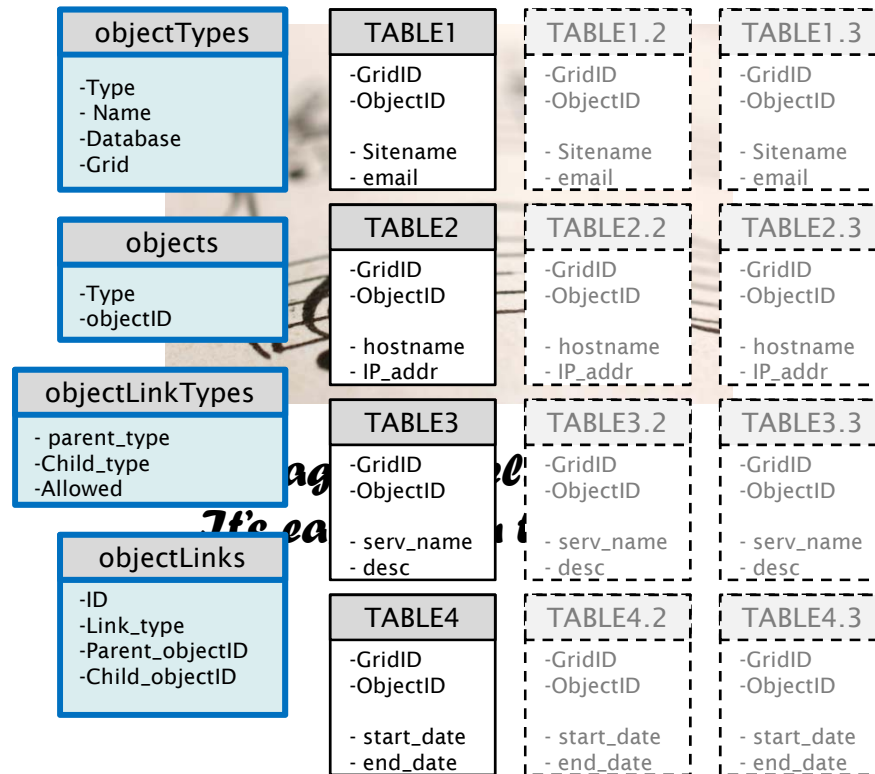 objectTypes
-Type
- Name
-Database
-Grid
objects
-Type
-objectID
objectLinkTypes
- parent_type
-Child_type
-Allowed
objectLinks
-ID
-Link_type
-Parent_objectID
-Child_objectID
TABLE1
-GridID
-ObjectID
- Sitename
- email
TABLE1.2
-GridID
-ObjectID
- Sitename
- email
TABLE1.3
-GridID
-ObjectID
- Sitename
- email
TABLE2
-GridID
-ObjectID
- hostname
- IP_addr
TABLE2.2
-GridID
-ObjectID
- hostname
- IP_addr
TABLE2.3
-GridID
-ObjectID
- hostname
- IP_addr
TABLE3
-GridID
-ObjectID
- serv_name
- desc
TABLE3.2
-GridID
-ObjectID
- serv_name
- desc
TABLE3.3
-GridID
-ObjectID
- serv_name
- desc
TABLE4
-GridID
-ObjectID
- start_date
- end_date
TABLE4.2
-GridID
-ObjectID
- start_date
- end_date
TABLE4.3
-GridID
-ObjectID
- start_date
- end_date
It's